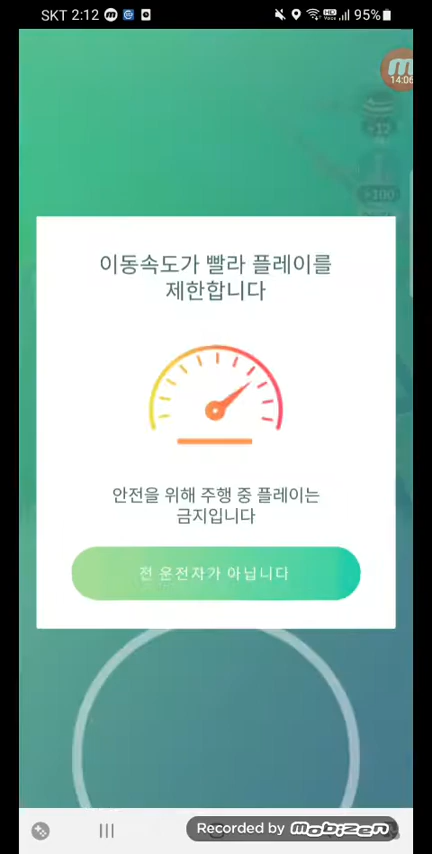 SKT 2:12 95%
14:06
+12
+100
이동속도가 빨라 플레이를
제한합니다
안전을 위해 주행 중 플레이는
금지입니다
전 운전자가 아닙니다
Recorded by mobizen